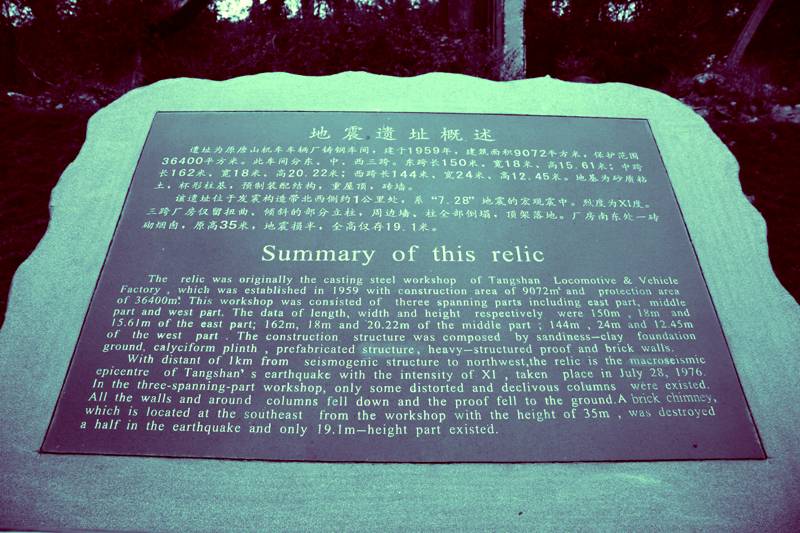 地震遗址概述
遗址为原唐山机车车辆厂铸钢车间，建于1959年，建筑面积9072平方米，保护范围
36400平方米。此车间分东、中、西三跨。东跨长150米，宽18米，高15.61米；中跨
长162米，宽18米，高20.22米；西跨长144米，宽24米，高12.45米。地基为砂质粘
土，杯形柱基，预制装配结构，重屋顶，砖墙。
该遗址位于发震构造带北西侧约1公里处，系“7.28”地震的宏观震中。烈度为XI度。
三跨厂房仅留扭曲、倾斜的部分立柱，周边墙、柱全部倒塌，顶架落地。厂房南东处一砖
砌烟囱，原高35米，地震损半，全高仅存19.1米。
Summary of this relic
The relic was originally the casting steel workshop of Tangshan Locomotive & Vehicle
Factory , which was established in 1959 with construction area of 9072m² and protection area
of 36400m². This workshop was consisted of theree spanning parts including east part, middle
part and west part. The data of length, width and height respectively were 150m , 18m and
15.61m of the east part; 162m, 18m and 20.22m of the middle part ; 144m , 24m and 12.45m
of the west part . The construction structure was composed by sandiness-clay foundation
ground, calyciform plinth , prefabricated structure, heavy-structured proof and brick walls.
With distant of 1km from seismogenic structure to northwest,the relic is the macroseismic
epicentre of Tangshan's earthquake with the intensity of XI , taken place in July 28, 1976.
In the three-spanning-part workshop, only some distorted and declivous columns were existed.
All the walls and around columns fell down and the proof fell to the ground.A brick chimney,
which is located at the southeast from the workshop with the height of 35m , was destroyed
a half in the earthquake and only 19.1m-height part existed.